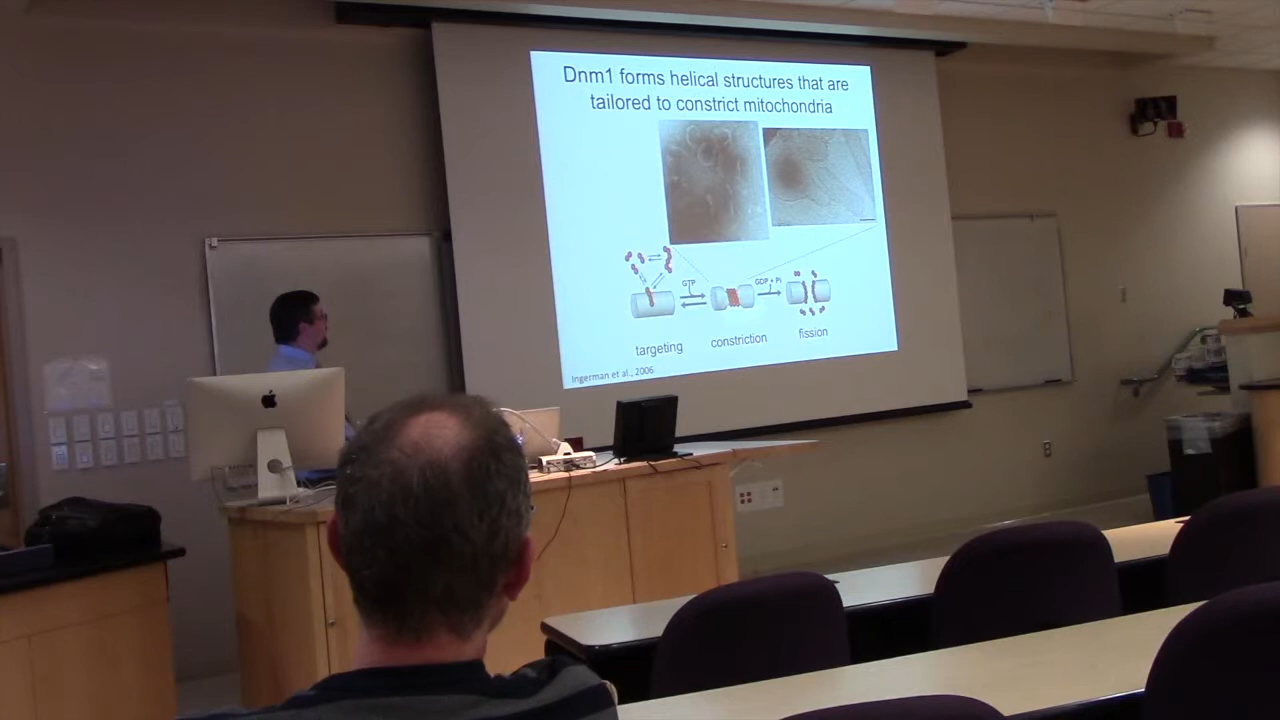 Dnm1 forms helical structures that are
tailored to constrict mitochondria
GTP
GDP + Pi
targeting
constriction
fission
Ingerman et al., 2006